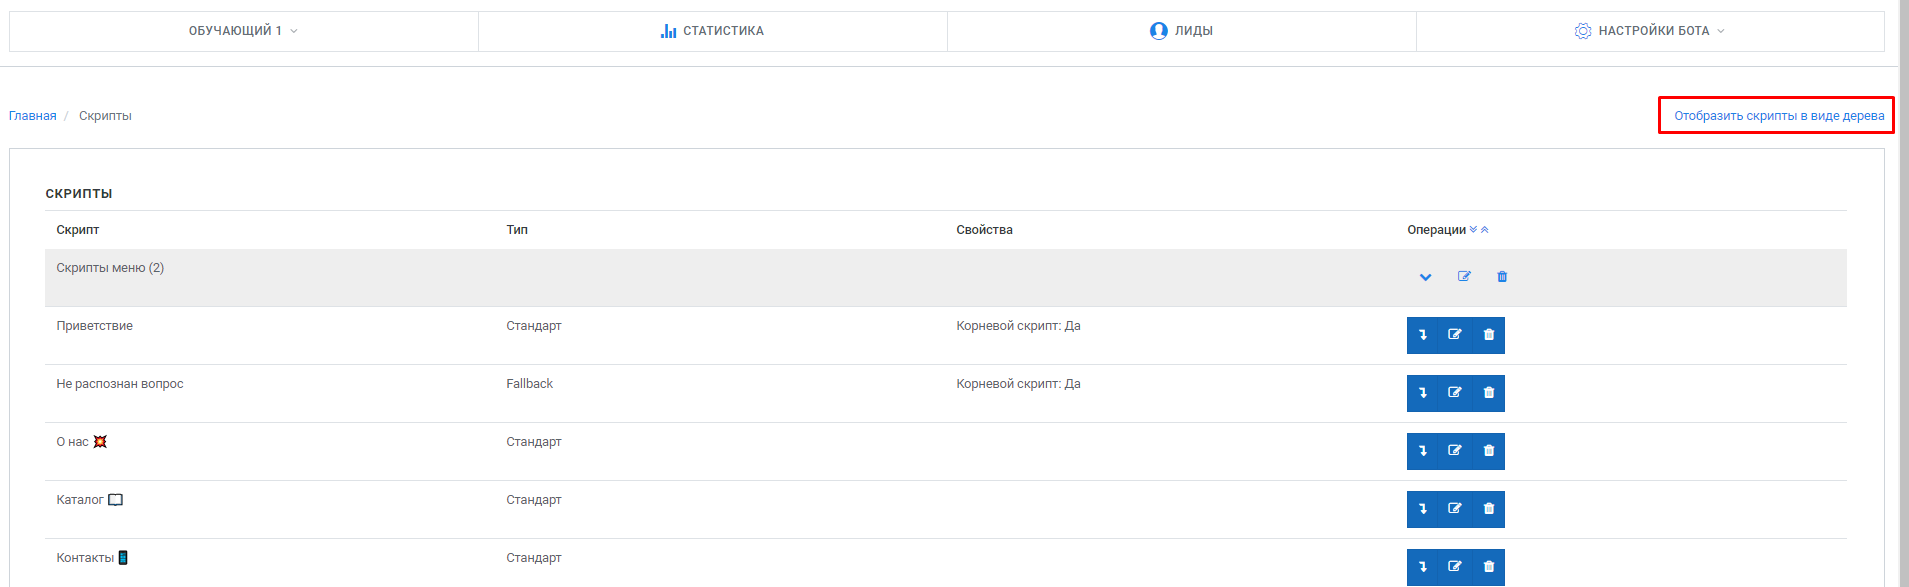 ОБУЧАЮЩИЙ 1 СТАТИСТИКА ЛИДЫ НАСТРОЙКИ БОТА
Главная / Скрипты Отобразить скрипты в виде дерева
СКРИПТЫ
Скрипт Тип Свойства Операции
Скрипты меню (2)
Приветствие Стандарт Корневой скрипт: Да
Не распознан вопрос Fallback Корневой скрипт: Да
О нас Стандарт
Каталог Стандарт
Контакты Стандарт